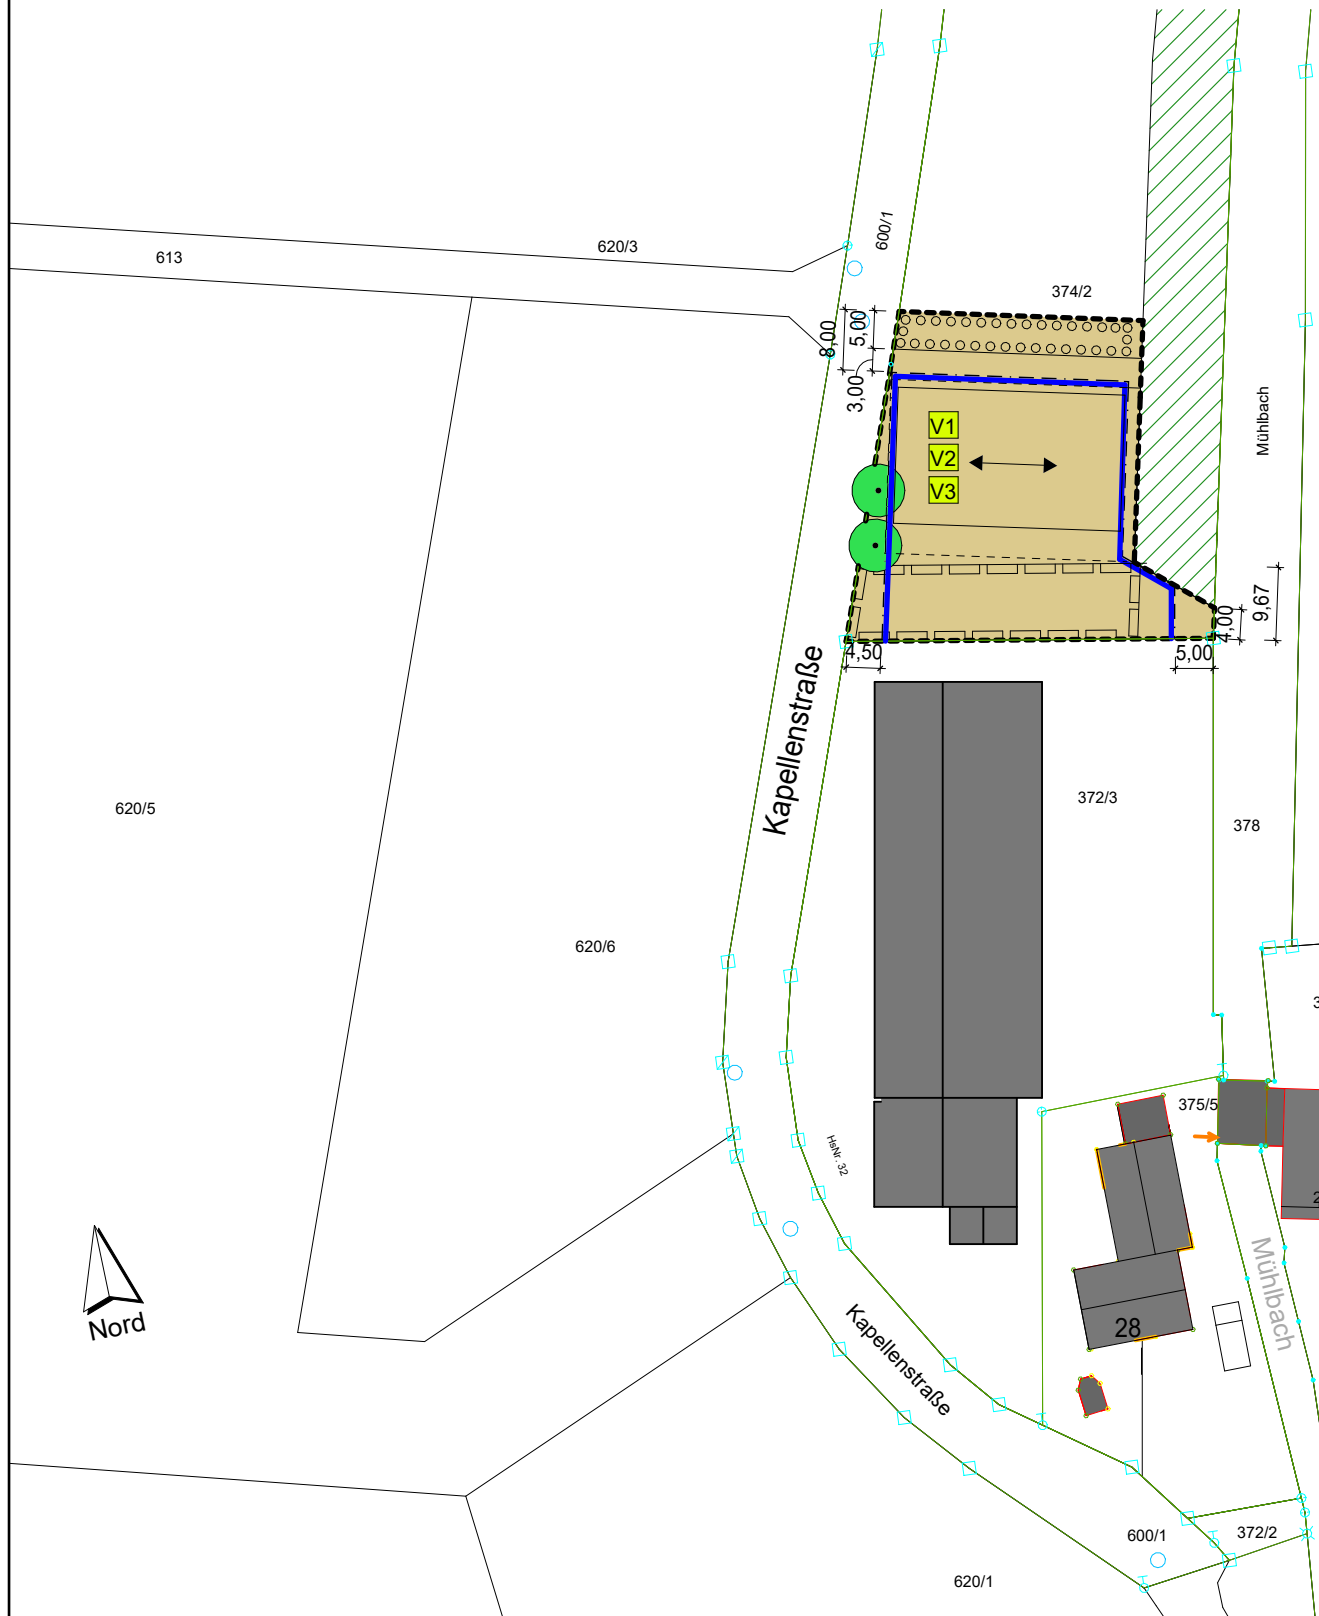 600/1
620/3
613
374/2
8,00
5,00
3,00
V1
V2
V3
Mühlbach
9,67
4,00
4,50
5,00
Kapellenstraße
372/3
620/5
378
620/6
375/5
HsNr. 32
Mühlbach
Nord
28
Kapellenstraße
600/1
372/2
620/1